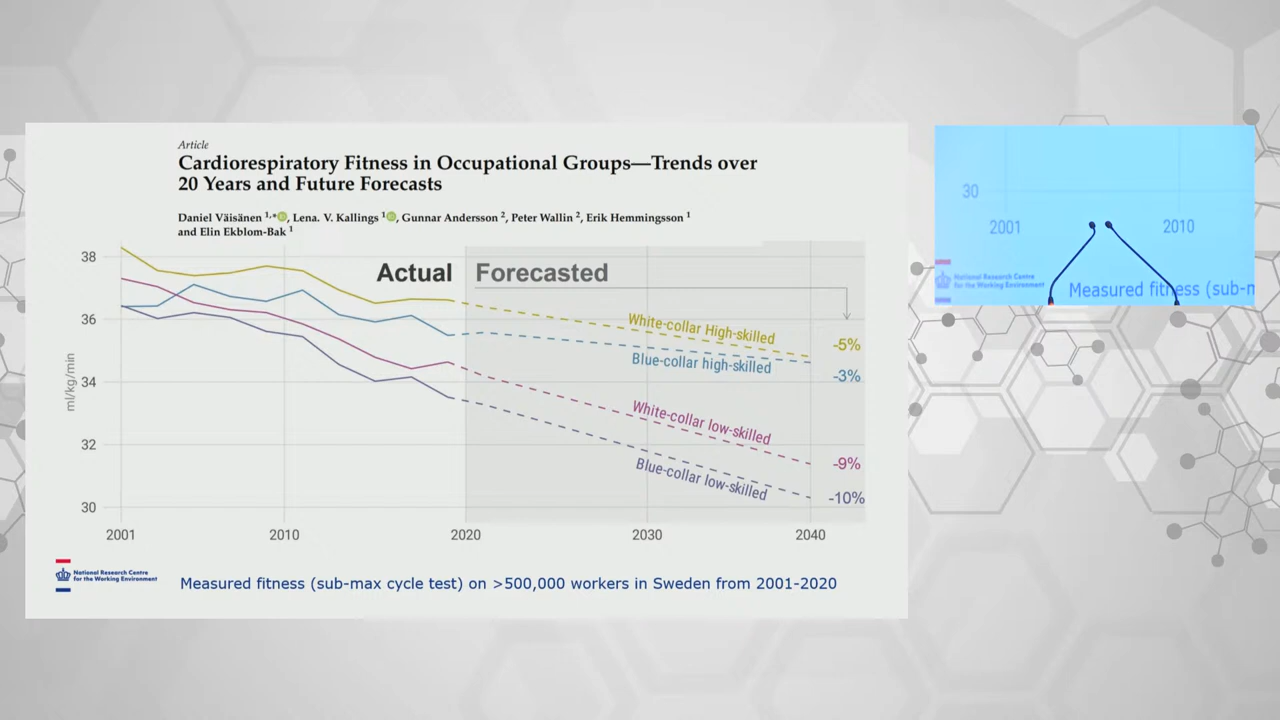 Article
Cardiorespiratory Fitness in Occupational Groups—Trends over
20 Years and Future Forecasts
Daniel Väisänen 1,*, Lena. V. Kallings 1, Gunnar Andersson 2, Peter Wallin 2, Erik Hemmingsson 1
and Elin Ekblom-Bak 1
38
36
34
32
30
ml/kg/min
Actual
Forecasted
White-collar High-skilled
-5%
Blue-collar high-skilled
-3%
White-collar low-skilled
-9%
Blue-collar low-skilled
-10%
2001
2010
2020
2030
2040
National Research Centre
for the Working Environment
Measured fitness (sub-max cycle test) on >500,000 workers in Sweden from 2001-2020
30
2001
2010
National Research Centre
for the Working Environment
Measured fitness (sub-m